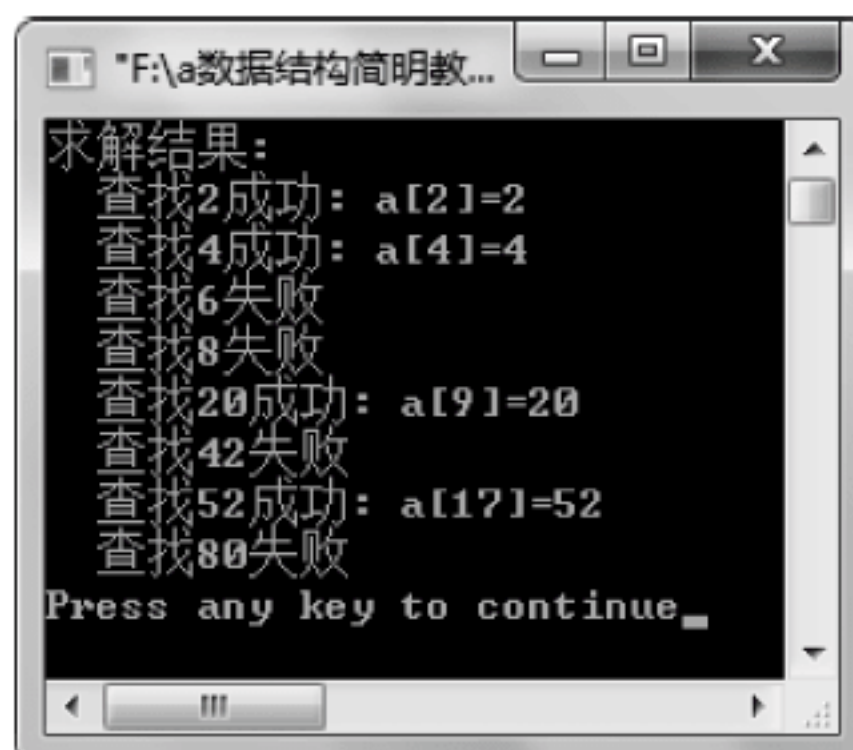 "F:\a数据结构简明教...
求解结果:
查找2成功: a[2]=2
查找4成功: a[4]=4
查找6失败
查找8失败
查找20成功: a[9]=20
查找42失败
查找52成功: a[17]=52
查找80失败
Press any key to continue_